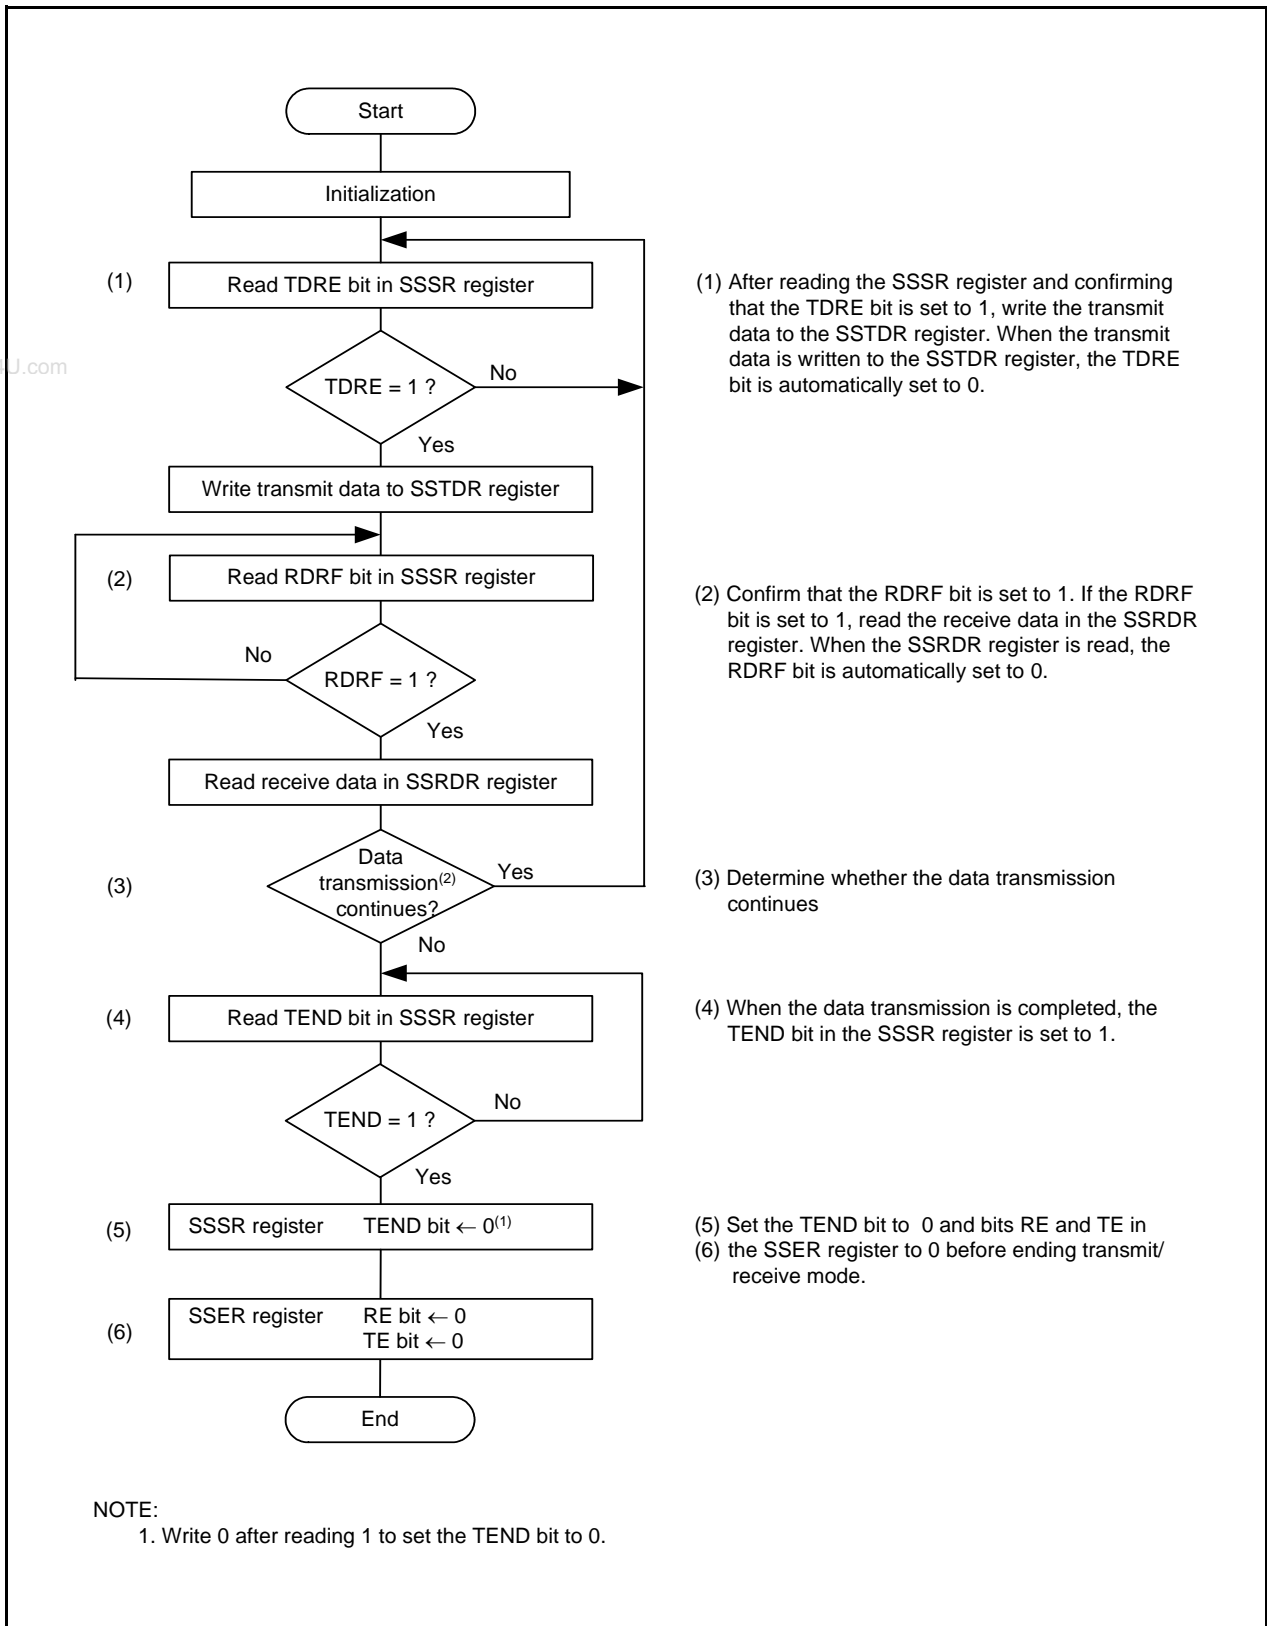 Start
Initialization
(1)
Read TDRE bit in SSSR register
(1) After reading the SSSR register and confirming
that the TDRE bit is set to 1, write the transmit
data to the SSTDR register. When the transmit
data is written to the SSTDR register, the TDRE
bit is automatically set to 0.
U.com
TDRE = 1 ?
No
Yes
Write transmit data to SSTDR register
(2)
Read RDRF bit in SSSR register
(2) Confirm that the RDRF bit is set to 1. If the RDRF
bit is set to 1, read the receive data in the SSRDR
register. When the SSRDR register is read, the
RDRF bit is automatically set to 0.
No
RDRF = 1 ?
Yes
Read receive data in SSRDR register
(3)
Data
transmission(2)
continues?
Yes
(3) Determine whether the data transmission
continues
No
(4)
Read TEND bit in SSSR register
(4) When the data transmission is completed, the
TEND bit in the SSSR register is set to 1.
TEND = 1 ?
No
Yes
(5)
SSSR register TEND bit ← 0(1)
(5) Set the TEND bit to 0 and bits RE and TE in
(6) the SSER register to 0 before ending transmit/
receive mode.
(6)
SSER register RE bit ← 0
TE bit ← 0
End
NOTE:
1. Write 0 after reading 1 to set the TEND bit to 0.